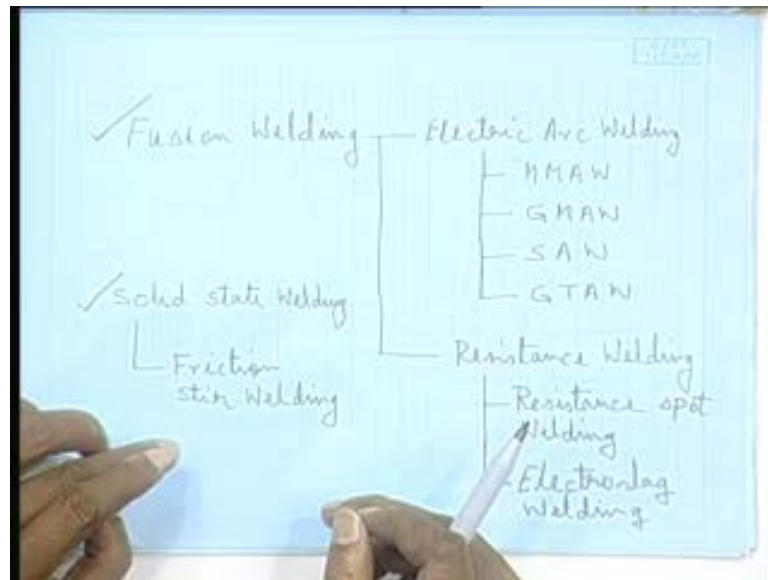 Fusion Welding
Electric Arc Welding
MMAW
GMAW
SAW
GTAW
Solid state Welding
Friction
stir Welding
Resistance Welding
Resistance spot
Welding
Electroslag
Welding